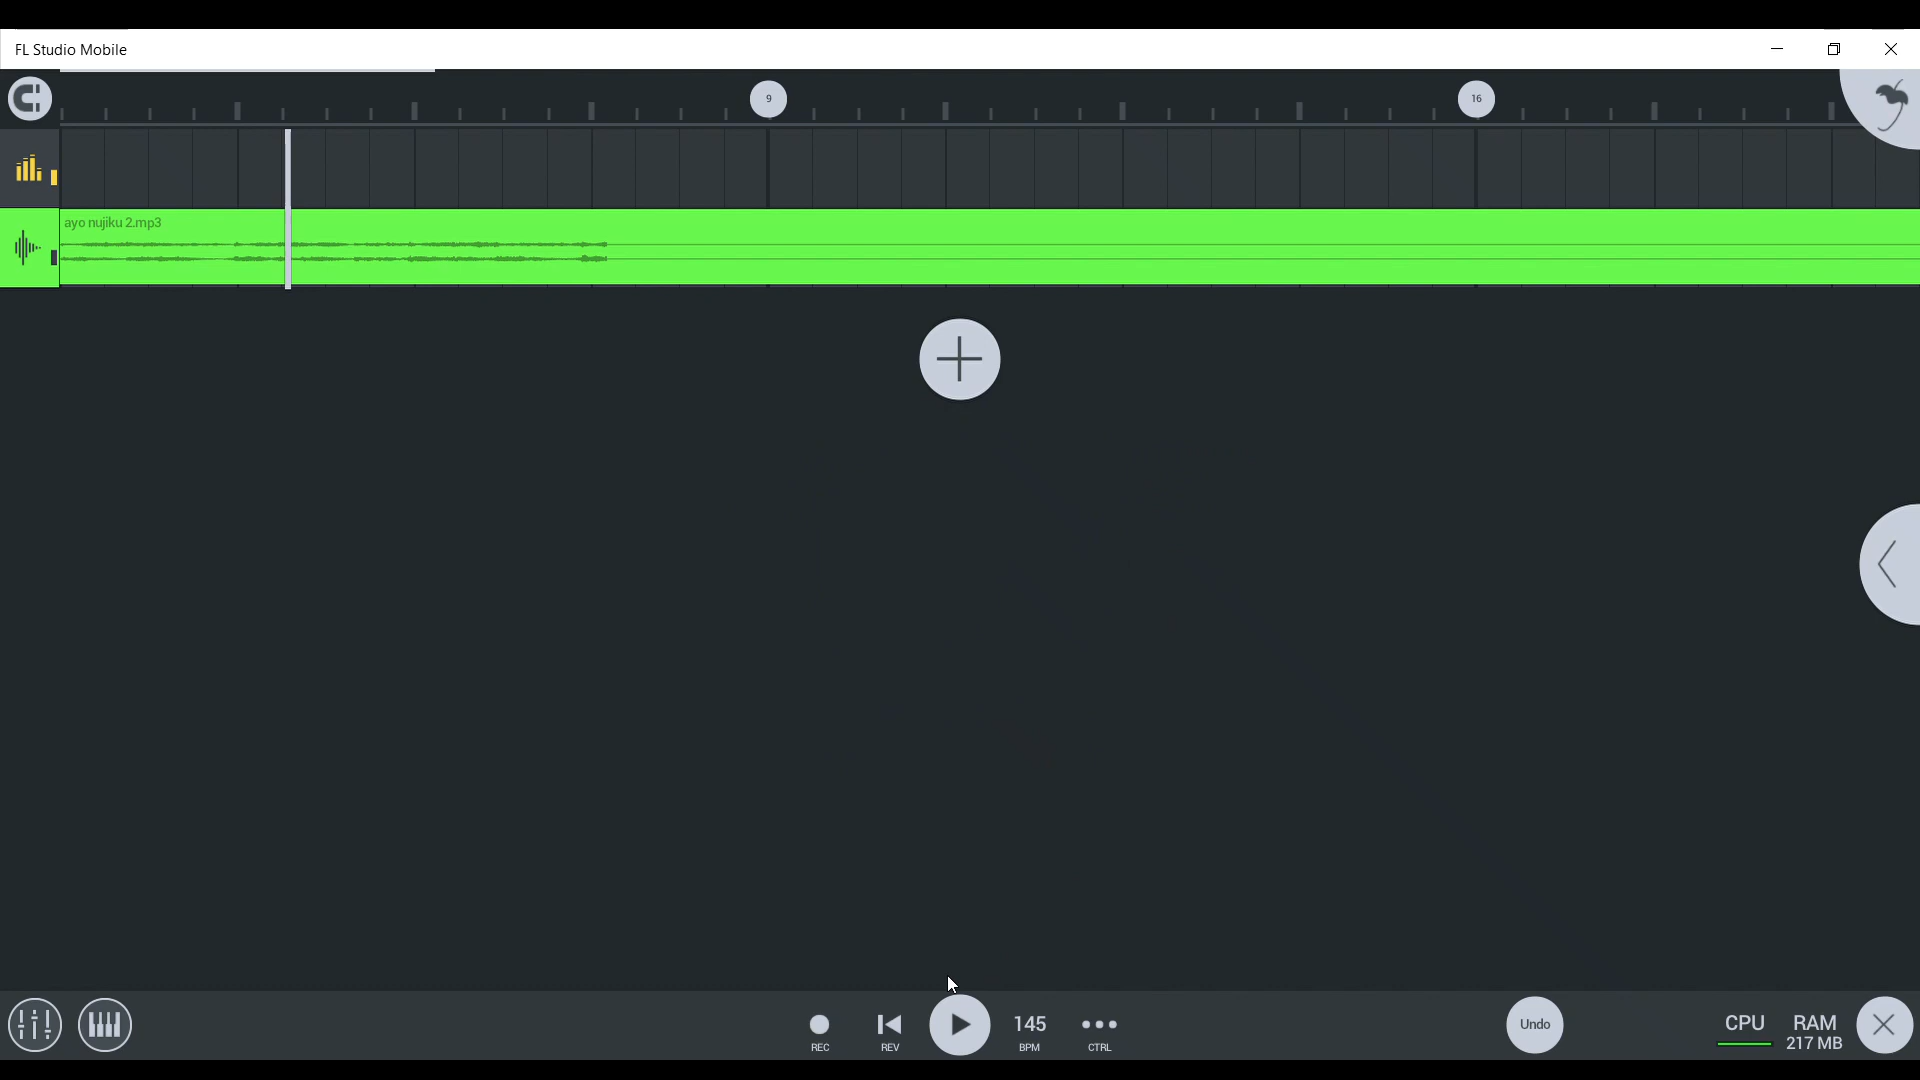 FL Studio Mobile
9
16
ayo nujiku 2.mp3
REC
REV
145
BPM
CTRL
Undo
CPU
RAM
217 MB